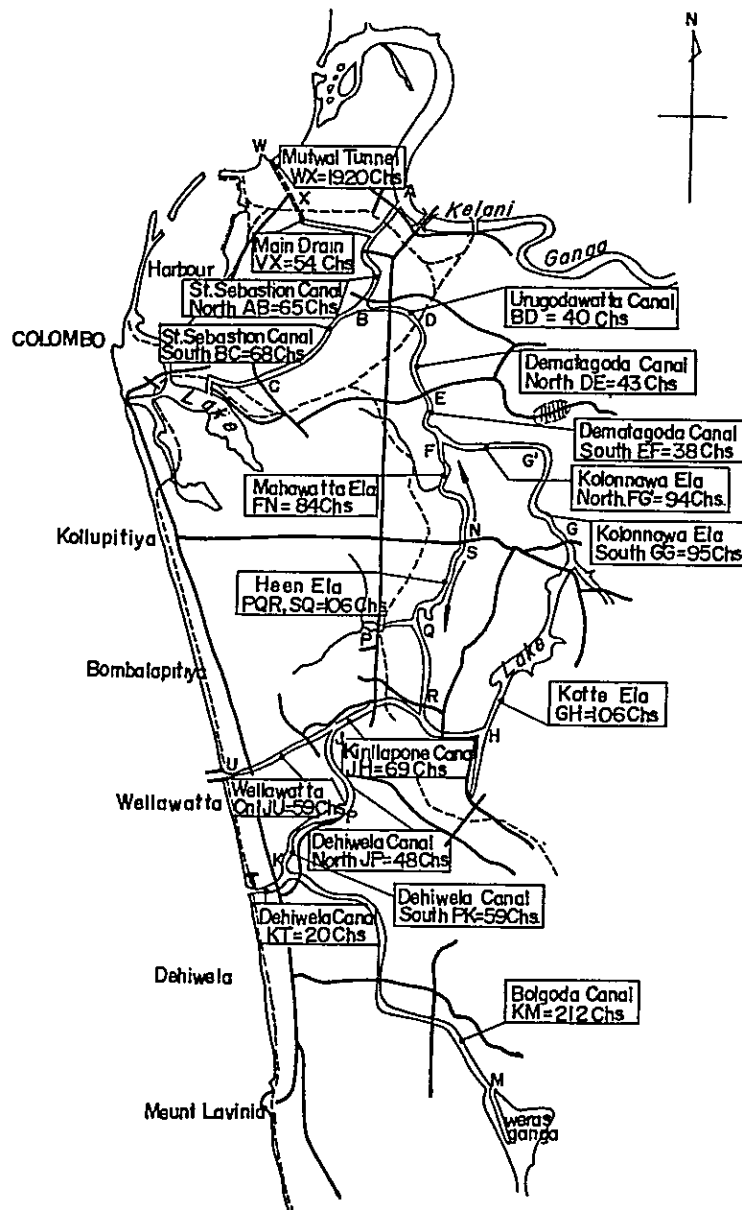 N
W
Mutwal Tunnel
WX=1920Chs
X
A
Kelani
Ganga
Main Drain
VX=54 Chs
Harbour
St.Sebastion Canal
North AB=65Chs
B
D
Urugodawatta Canal
BD = 40 Chs
COLOMBO
St.Sebastion Canal
South BC=68Chs
C
Lake
Dematagoda Canal
North DE=43Chs
E
Dematagoda Canal
South EF=38Chs
F
G'
Mahawatta Ela
FN=84Chs
Kolonnawa Ela
North.FG'=94Chs.
N
S
G
Kollupitiya
Kolonnawa Ela
South GG=95Chs
Heen Ela
PQR, SQ=106Chs
P
Q
Lake
Bombalapitiya
R
Kotte Ela
GH=106Chs
H
J
Kirillapone Canal
JH=69 Chs
U
Wellawatta
Wellawatta
Cnl JU=59Chs
P
Dehiwela Canal
North JP=48Chs
K
T
Dehiwela Canal
South PK=59Chs.
Dehiwela Canal
KT=20Chs
Dehiwela
Bolgoda Canal
KM=212Chs
M
Meunt Lavinia
weras
ganga